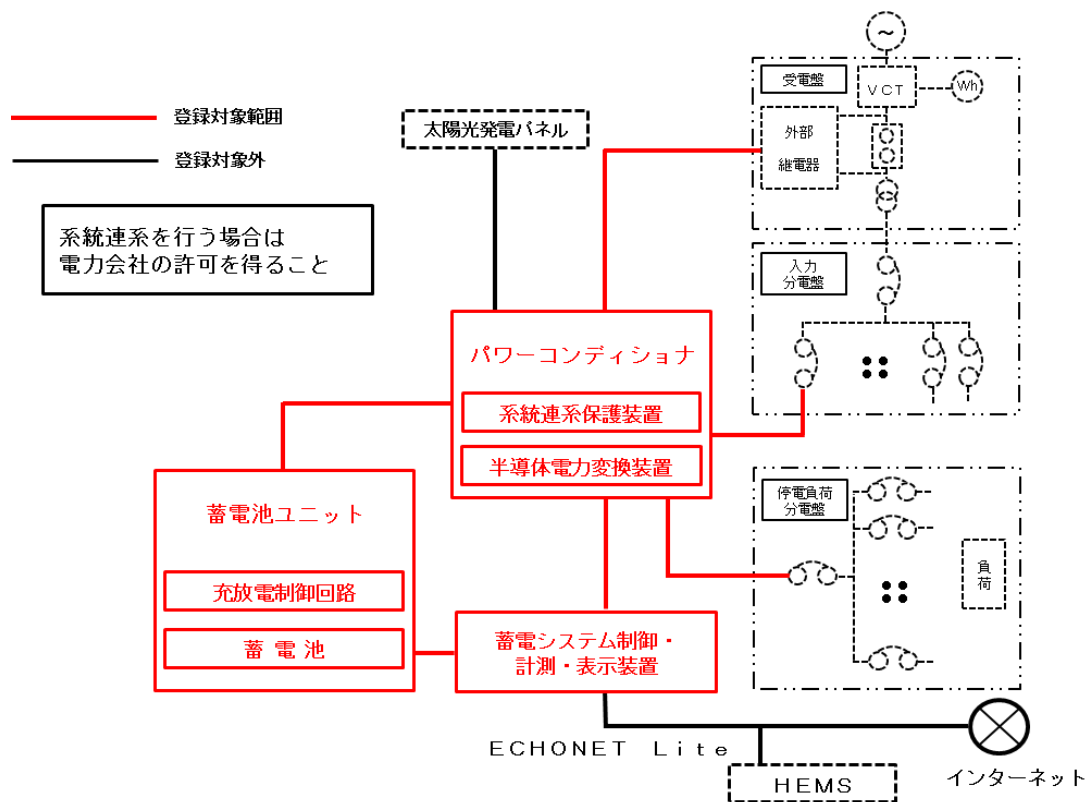 ～
受電盤
ＶＣＴ
Wh
登録対象範囲
太陽光発電パネル
外部
継電器
登録対象外
系統連系を行う場合は
電力会社の許可を得ること
入力
分電盤
パワーコンディショナ
系統連系保護装置
半導体電力変換装置
停電負荷
分電盤
蓄電池ユニット
負
荷
充放電制御回路
蓄電池
蓄電システム制御・
計測・表示装置
ＥＣＨＯＮＥＴ Ｌｉｔｅ
ＨＥＭＳ
インターネット